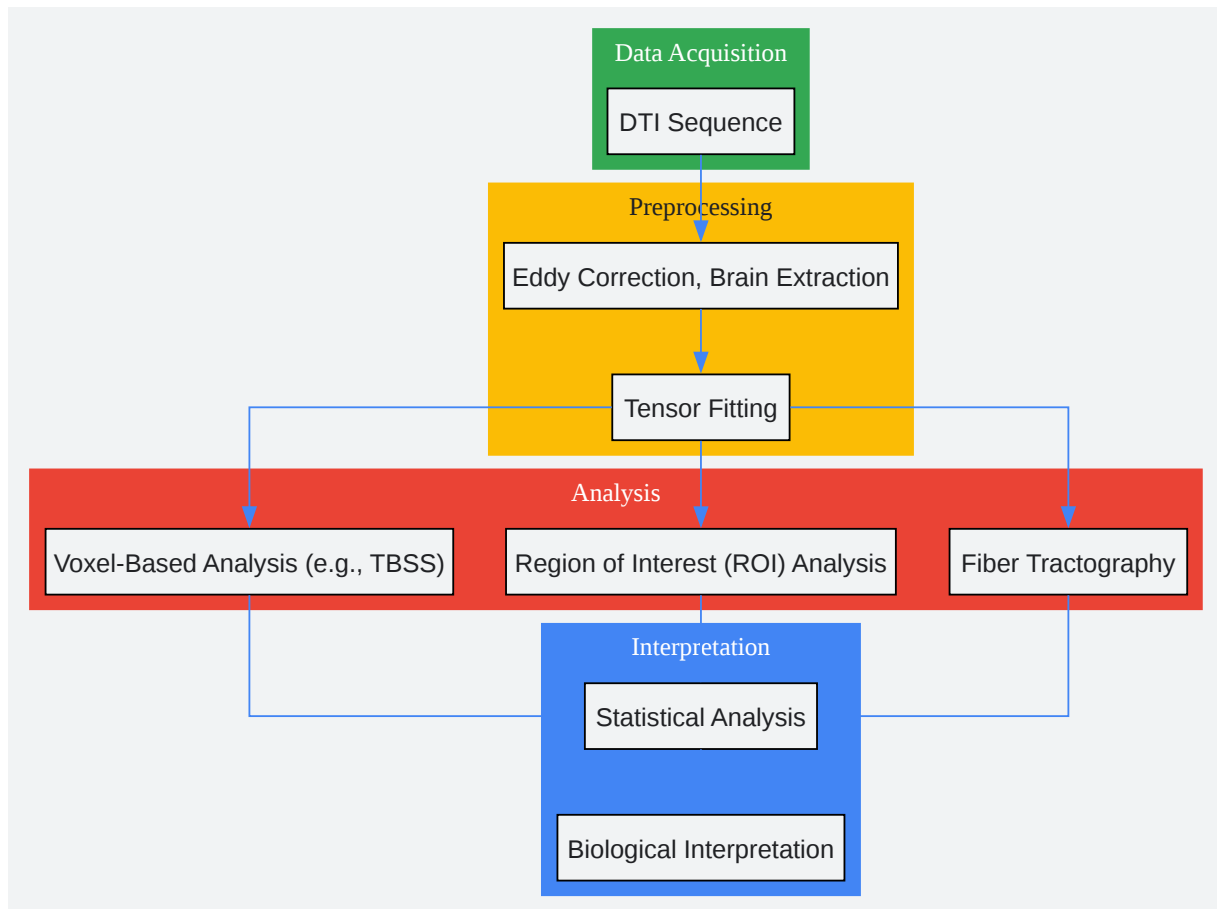 Data Acquisition
DTI Sequence
Preprocessing
Eddy Correction, Brain Extraction
Tensor Fitting
Analysis
Voxel-Based Analysis (e.g., TBSS)
Region of Interest (ROI) Analysis
Fiber Tractography
Interpretation
Statistical Analysis
Biological Interpretation